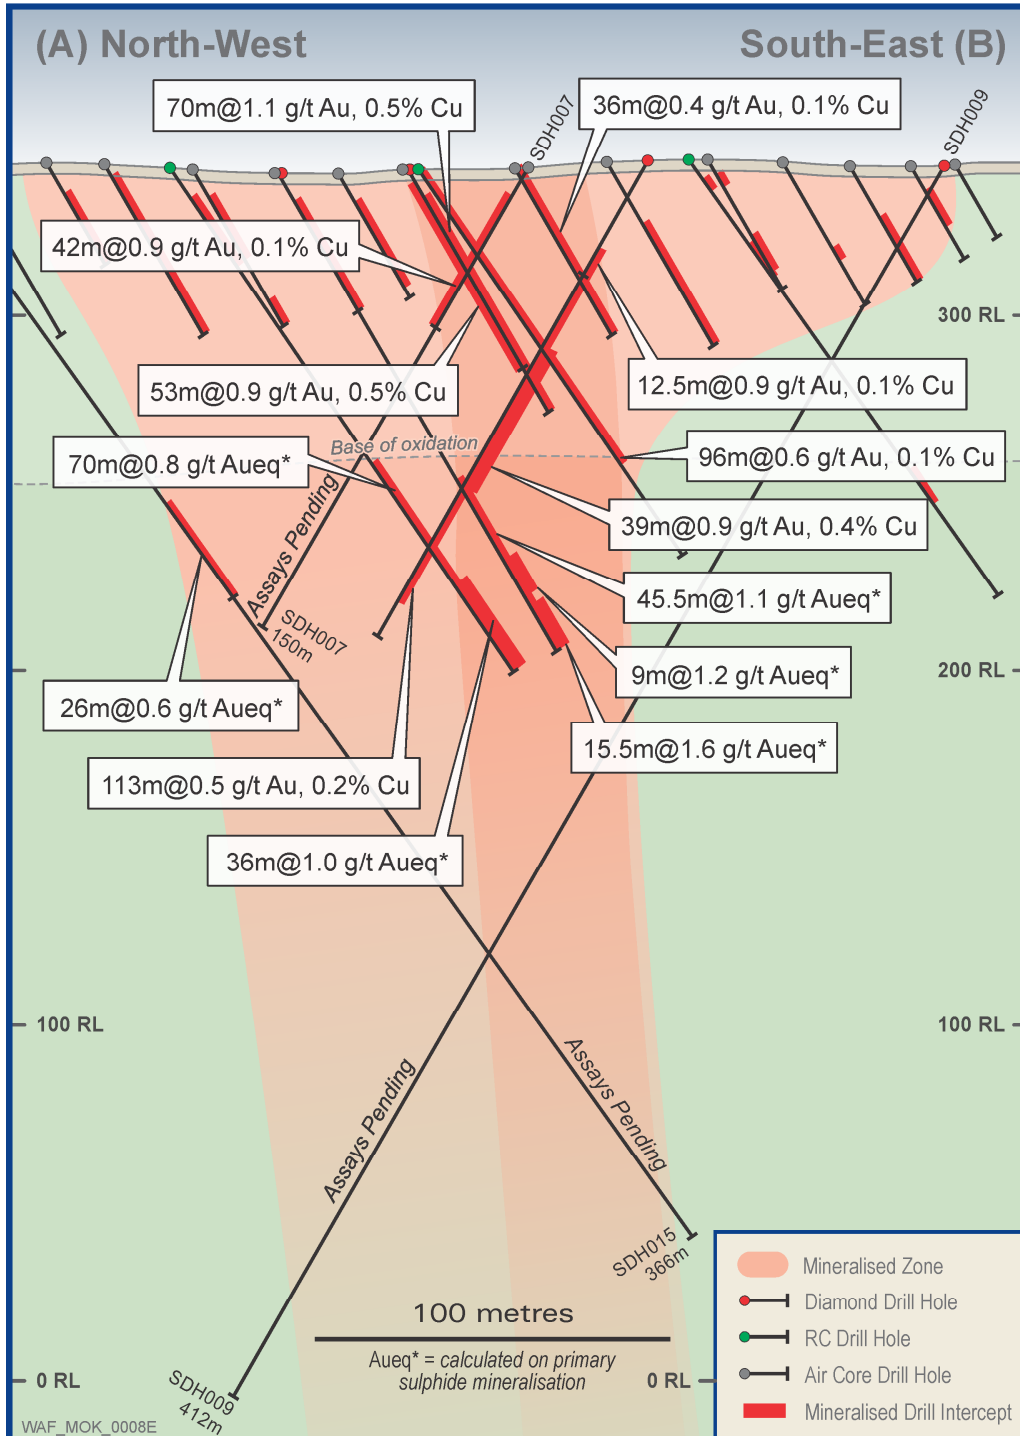 (A) North-West
South-East (B)
70m@1.1 g/t Au, 0.5% Cu
SDH007
36m@0.4 g/t Au, 0.1% Cu
SDH009
42m@0.9 g/t Au, 0.1% Cu
300 RL
53m@0.9 g/t Au, 0.5% Cu
12.5m@0.9 g/t Au, 0.1% Cu
Base of oxidation
70m@0.8 g/t Aueq*
96m@0.6 g/t Au, 0.1% Cu
Assays Pending
39m@0.9 g/t Au, 0.4% Cu
45.5m@1.1 g/t Aueq*
SDH007
150m
9m@1.2 g/t Aueq*
200 RL
26m@0.6 g/t Aueq*
15.5m@1.6 g/t Aueq*
113m@0.5 g/t Au, 0.2% Cu
36m@1.0 g/t Aueq*
100 RL
100 RL
Assays Pending
Assays Pending
SDH015
366m
100 metres
Aueq* = calculated on primary
sulphide mineralisation
0 RL
0 RL
SDH009
412m
WAF_MOK_0008E
Mineralised Zone
Diamond Drill Hole
RC Drill Hole
Air Core Drill Hole
Mineralised Drill Intercept